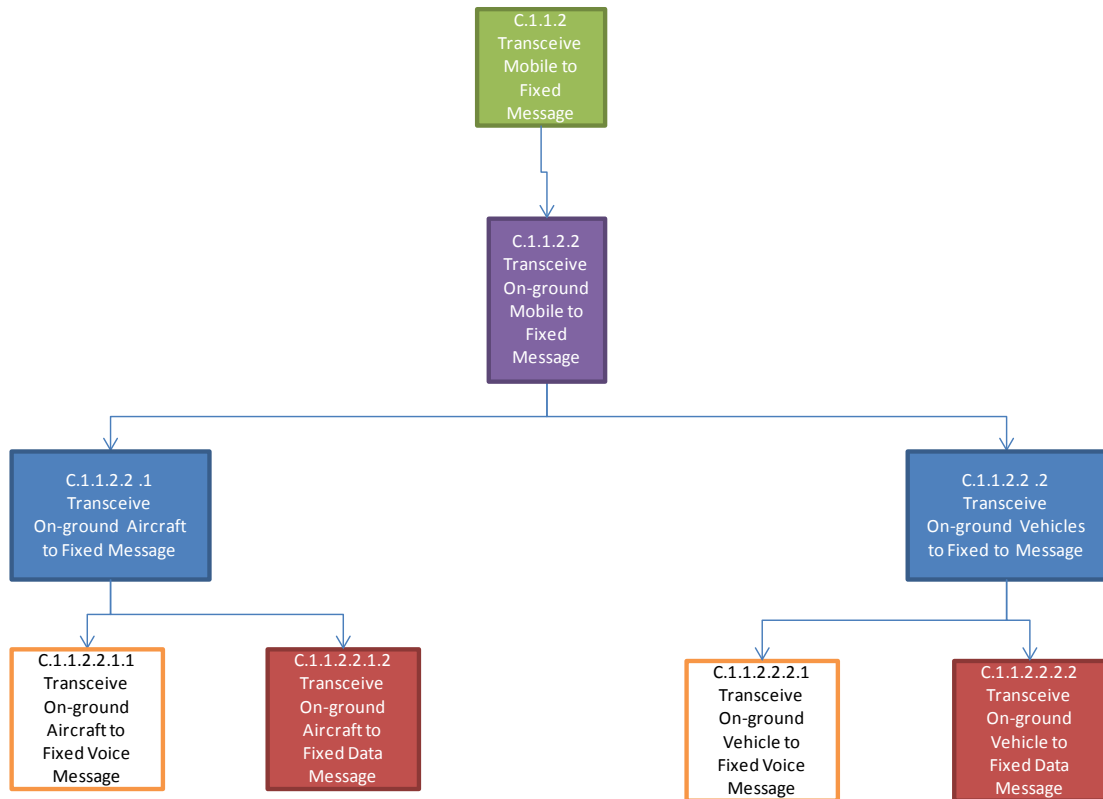 C.1.1.2
Transceive
Mobile to
Fixed
Message
C.1.1.2.2
Transceive
On-ground
Mobile to
Fixed
Message
C.1.1.2.2 .1
Transceive
On-ground Aircraft
to Fixed Message
C.1.1.2.2 .2
Transceive
On-ground Vehicles
to Fixed to Message
C.1.1.2.2.1.1
Transceive
On-ground
Aircraft to
Fixed Voice
Message
C.1.1.2.2.1.2
Transceive
On-ground
Aircraft to
Fixed Data
Message
C.1.1.2.2.2.1
Transceive
On-ground
Vehicle to
Fixed Voice
Message
C.1.1.2.2.2.2
Transceive
On-ground
Vehicle to
Fixed Data
Message